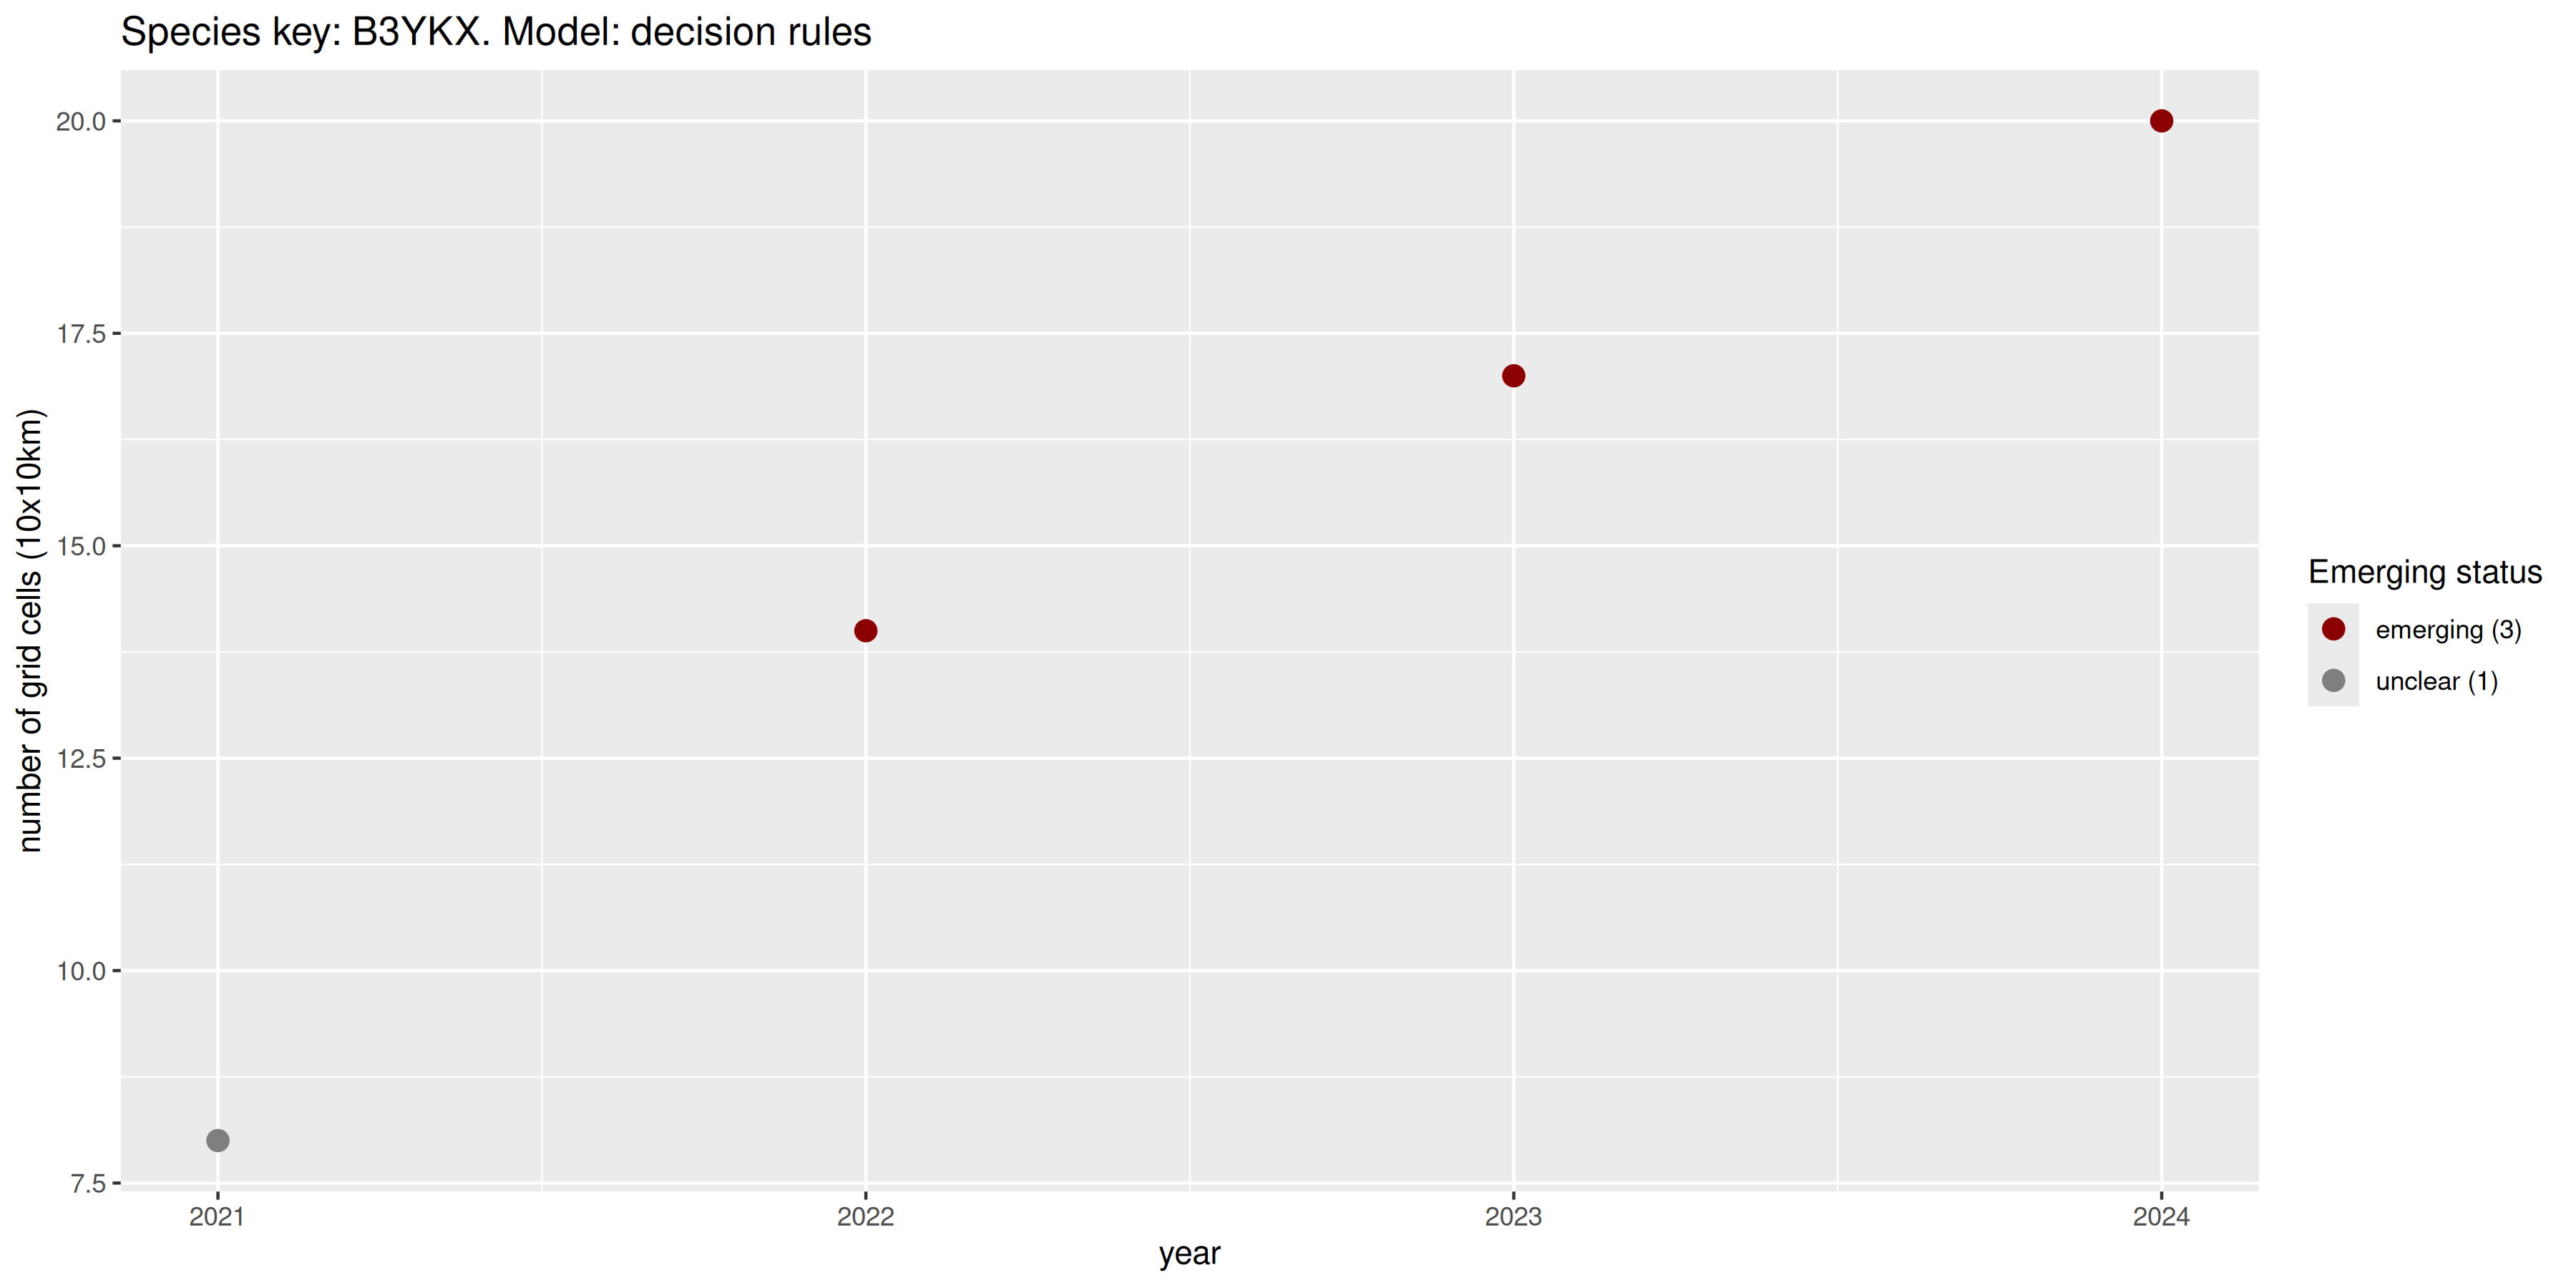 Species key: B3YKX. Model: decision rules
number of grid cells (10x10km)
20.0
17.5
15.0
12.5
10.0
7.5
2021
2022
2023
2024
year
Emerging status
emerging (3)
unclear (1)